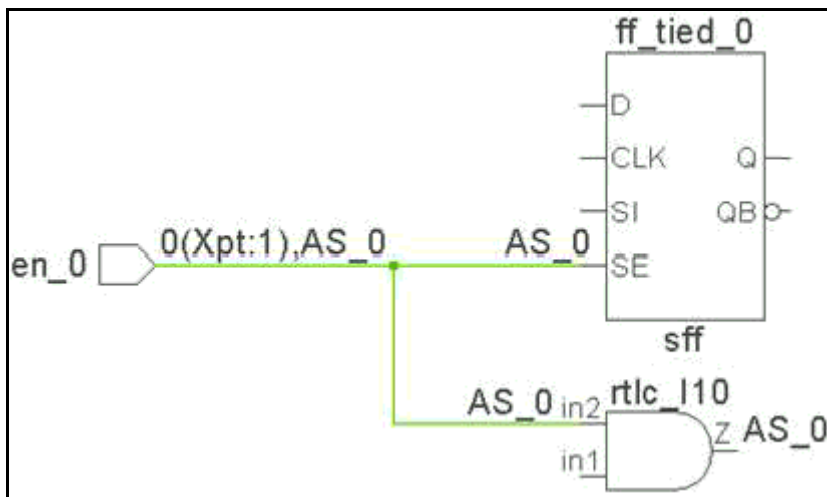 ff_tied_0
D
CLK Q
SI QB
0(Xpt:1),AS_0 AS_0 SE
en_0
sff
rtlc_I10
AS_0 in2
Z AS_0
in1